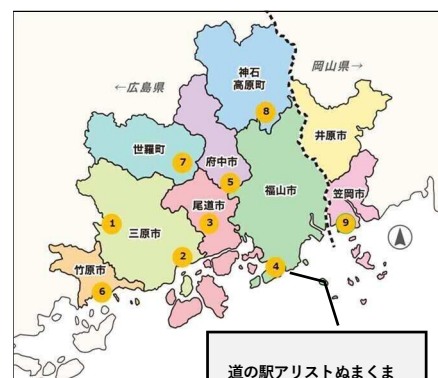 岡山県→
←広島県
神石
高原町
8
井原市
世羅町
7
府中市
5
福山市
笠岡市
9
尾道市
3
1
三原市
2
4
竹原市
6
道の駅アリストぬまくま